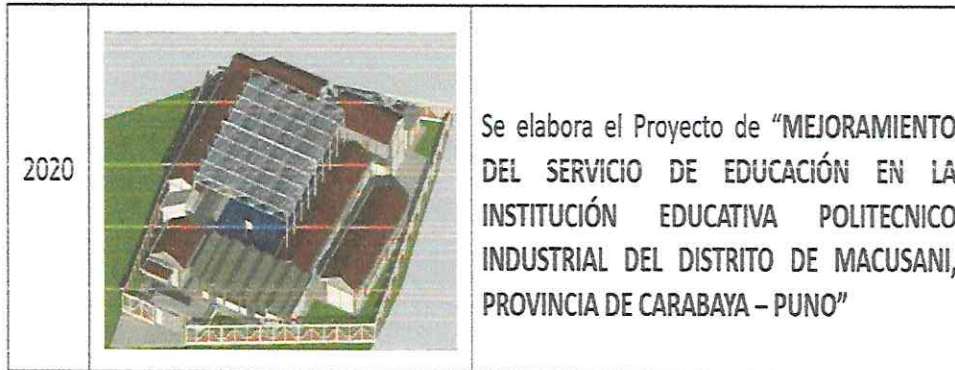 2020
Se elabora el Proyecto de “MEJORAMIENTO
DEL SERVICIO DE EDUCACIÓN EN LA
INSTITUCIÓN EDUCATIVA POLITECNICO
INDUSTRIAL DEL DISTRITO DE MACUSANI,
PROVINCIA DE CARABAYA – PUNO”